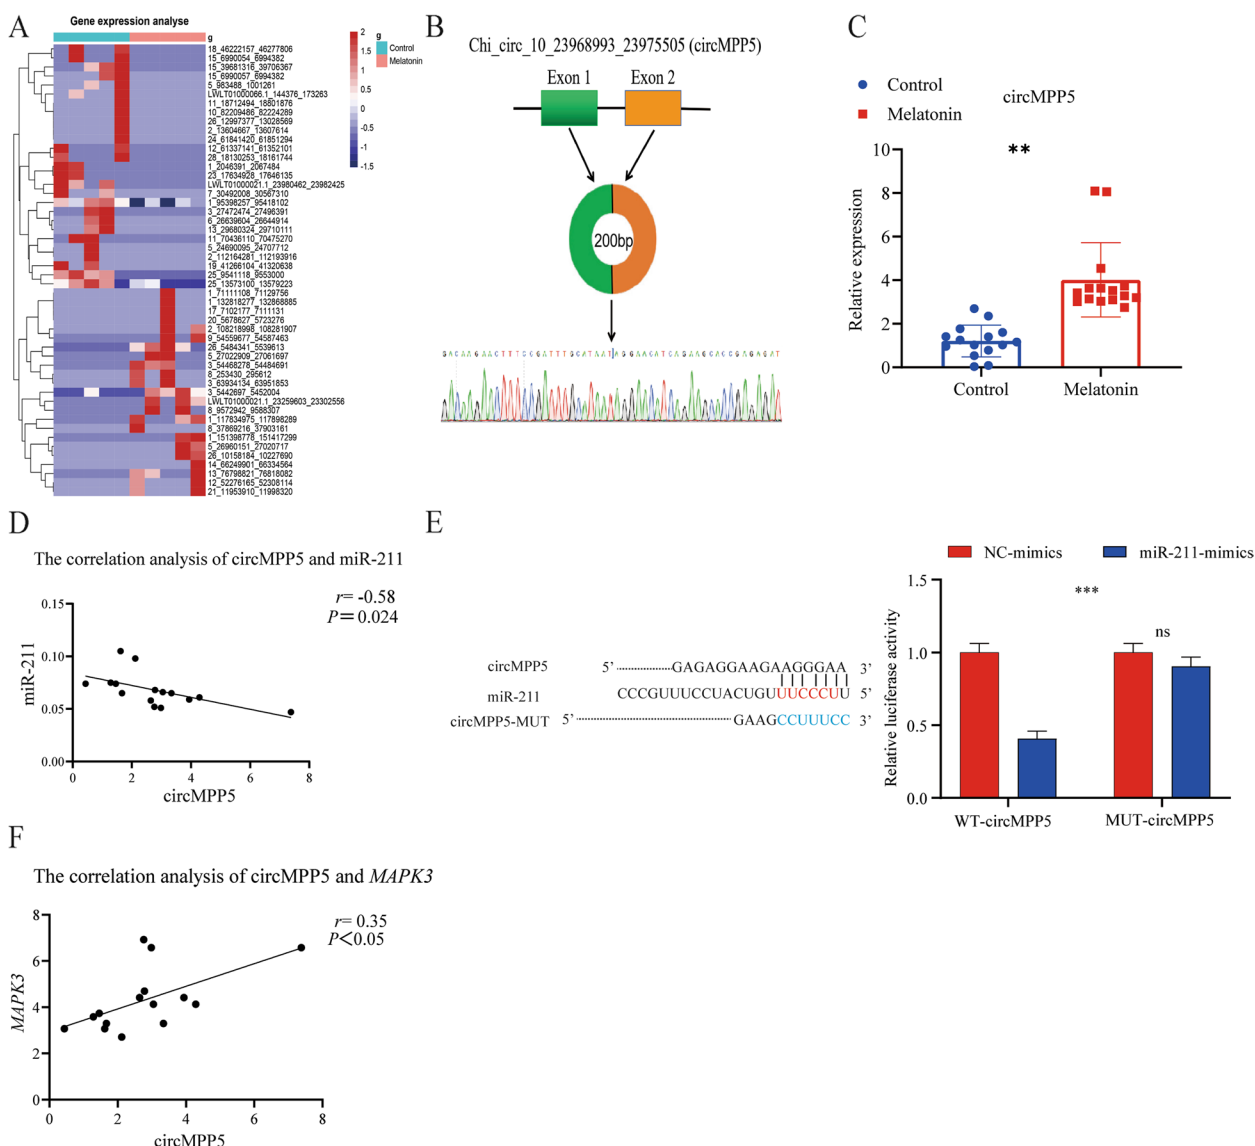 A
Gene expression analyse
g
18_46222157_46277806
15_6990054_6994382
15_39681316_39706367
15_6990057_6994382
5_983488_1001261
LWLT01000066.1_144376_173263
11_18712494_18801876
10_82209486_82224289
26_12997377_13028569
2_13604667_13607614
24_61841420_61851294
12_61337141_61352101
28_18130253_18161744
1_2046391_2067484
23_17634928_17646135
LWLT01000021.1_23980462_23982425
7_30492008_30567310
1_95398257_95418102
3_27472474_27496391
6_26639604_26644914
13_29680324_29710111
11_70436110_70475270
5_24690095_24707712
2_112164281_112193916
19_41266104_41320638
25_9541118_9553000
25_13573100_13579223
1_71111108_71129756
1_132818277_132868885
17_7102177_7111131
20_5678627_5723276
2_108218998_108281907
9_54559677_54587463
26_5484341_5539613
5_27022909_27061697
3_54468278_54484691
8_253430_295612
3_63934134_63951853
3_5442697_5452004
LWLT01000021.1_23259603_23302556
8_9572942_9588307
1_117834975_117898289
8_37869216_37903161
1_151398778_151417299
5_26960151_27020717
28_10158184_10227690
14_66249901_66334564
13_76798821_76818082
12_52276165_52308114
21_11953910_11998320
2
1.5
1
0.5
0
-0.5
-1
-1.5
g
Control
Melatonin
B
Chi_circ_10_23968993_23975505 (circMPP5)
Exon 1 Exon 2
200bp
C
Control
Melatonin
circMPP5
**
Relative expression
10
8
6
4
2
0
Control Melatonin
D
The correlation analysis of circMPP5 and miR-211
r= -0.58
P=0.024
miR-211
0.15
0.10
0.05
0.00
0 2 4 6 8
circMPP5
E
circMPP5 5’ GAGAGGAAGAAGGGAA 3’
miR-211 CCCGUUUCCUACUGUUUCCCUU 5’
circMPP5-MUT 5’ GAAGCCUUUCC 3’
NC-mimics miR-211-mimics
***
ns
Relative luciferase activity
1.5
1.0
0.5
0.0
WT-circMPP5 MUT-circMPP5
F
The correlation analysis of circMPP5 and MAPK3
r= 0.35
P<0.05
MAPK3
8
6
4
2
0
0 2 4 6 8
circMPP5